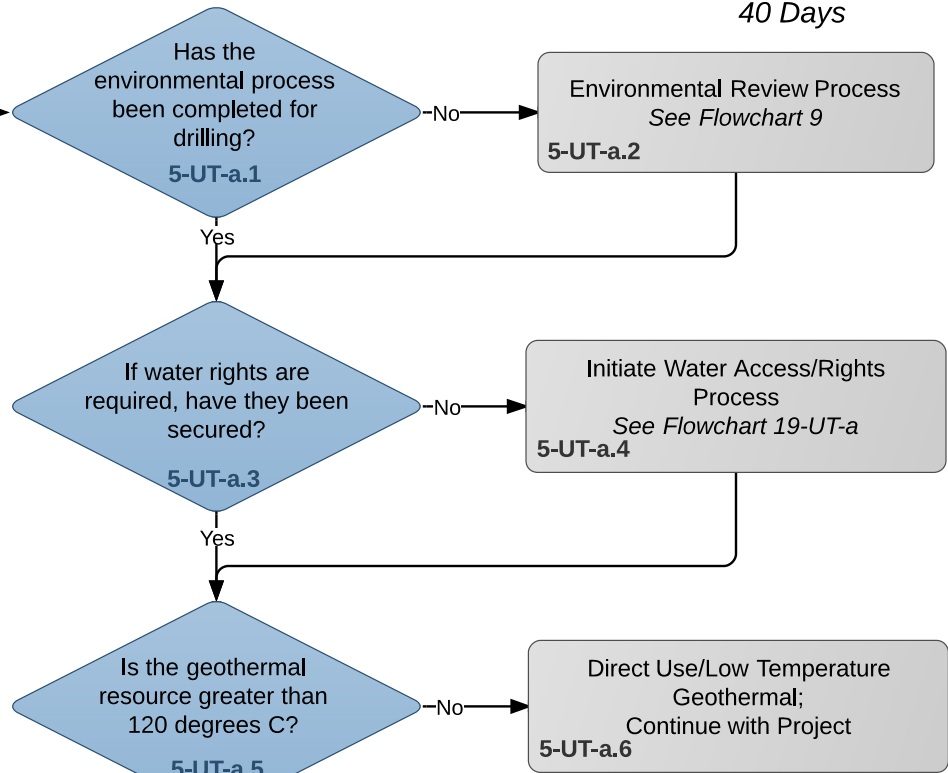 40 Days
Has the
environmental process
been completed for
drilling?
5-UT-a.1
No
Environmental Review Process
See Flowchart 9
5-UT-a.2
Yes
If water rights are
required, have they been
secured?
5-UT-a.3
No
Initiate Water Access/Rights
Process
See Flowchart 19-UT-a
5-UT-a.4
Yes
Is the geothermal
resource greater than
120 degrees C?
5-UT-a.5
No
Direct Use/Low Temperature
Geothermal;
Continue with Project
5-UT-a.6